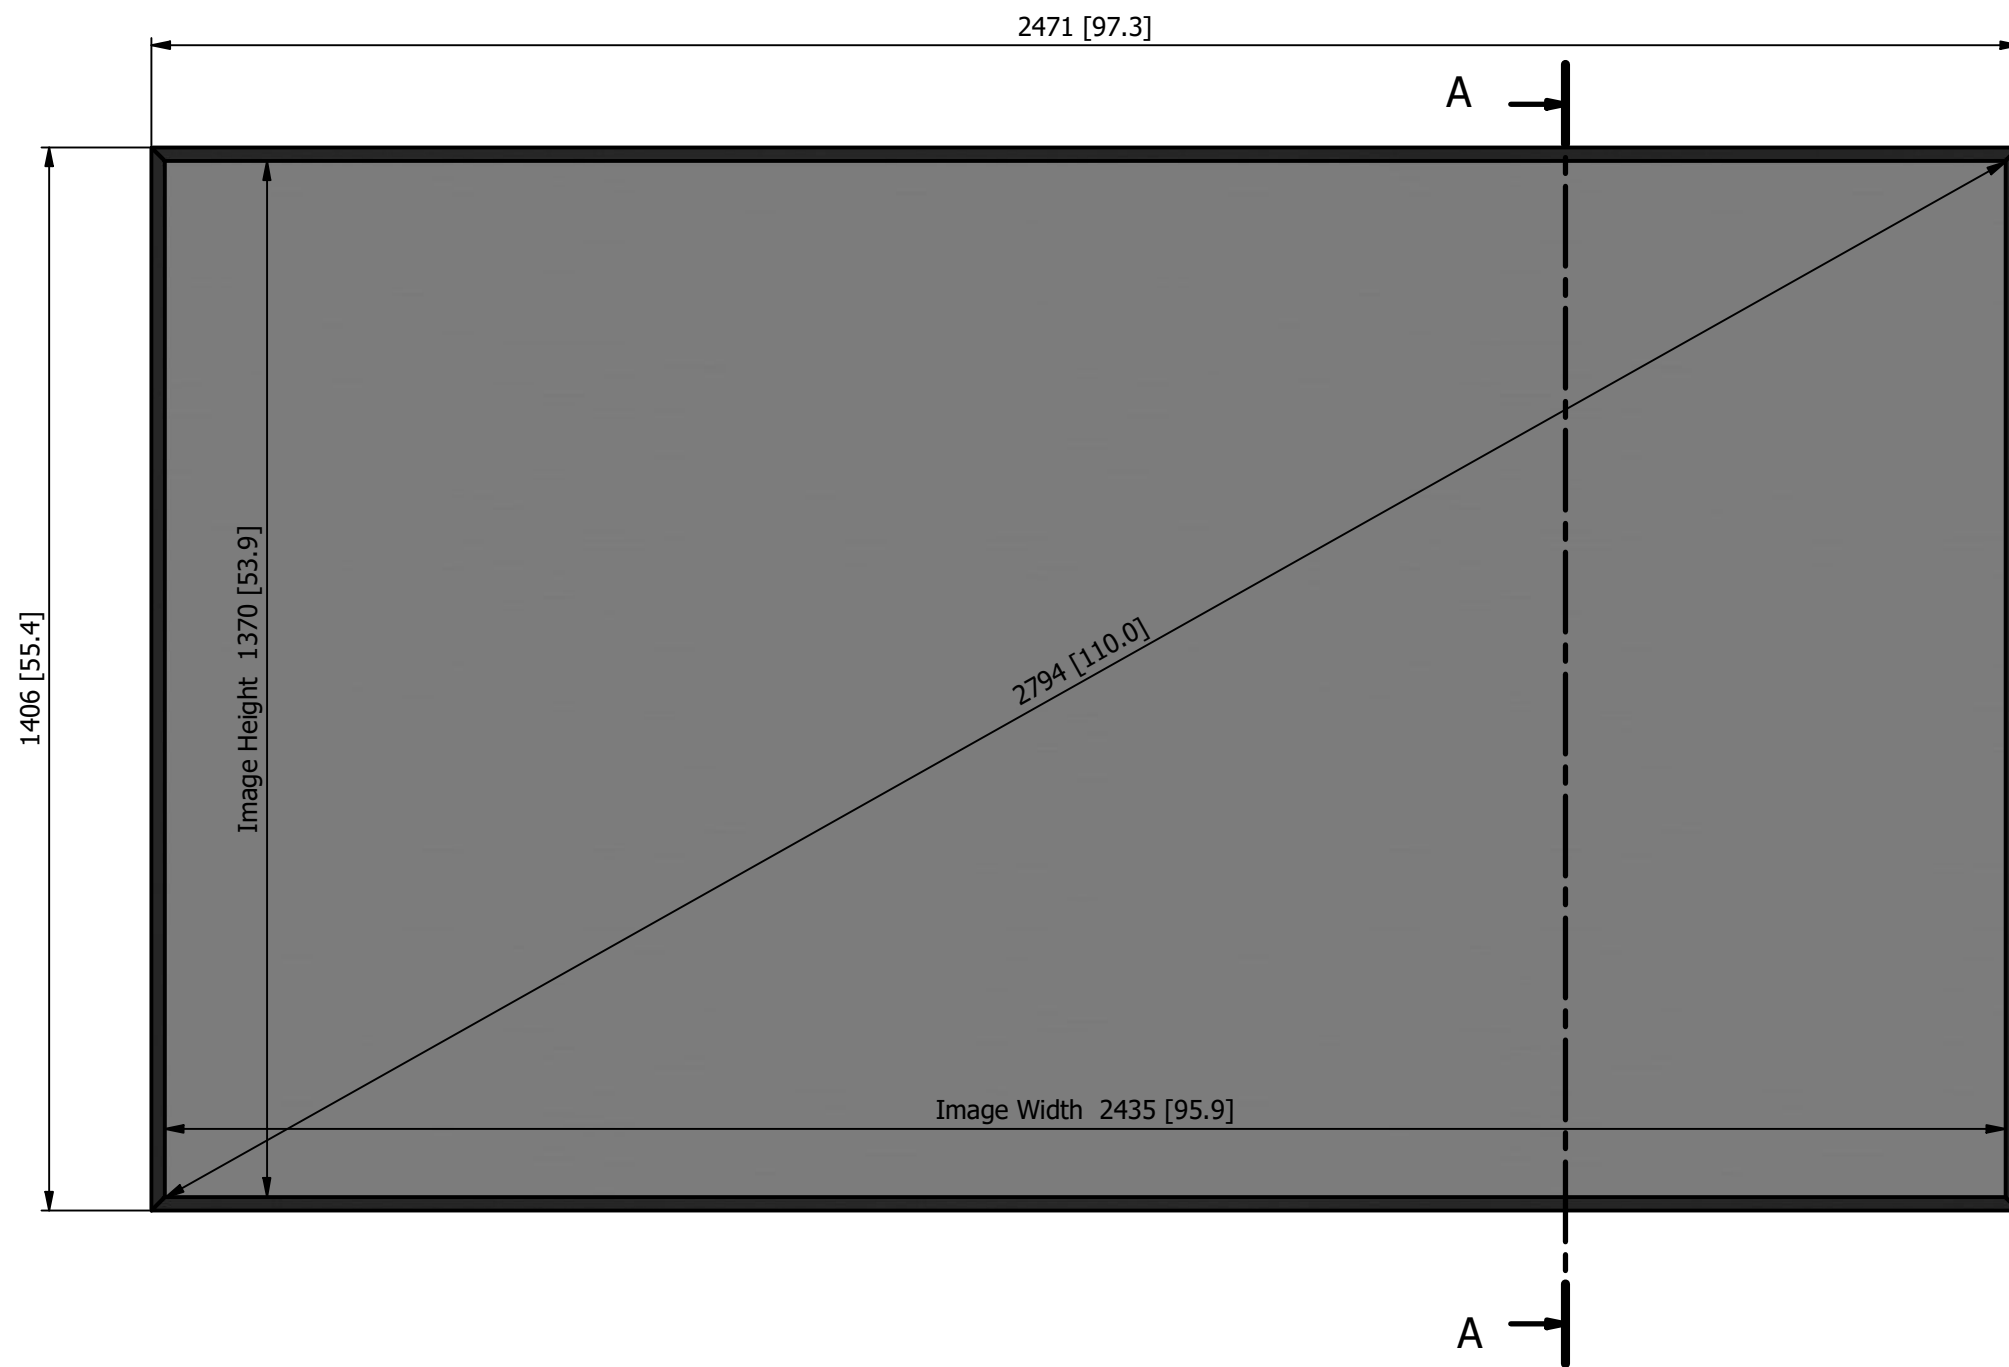 2471 [97.3]
A
1406 [55.4]
Image Height 1370 [53.9]
2794 [110.0]
Image Width 2435 [95.9]
A